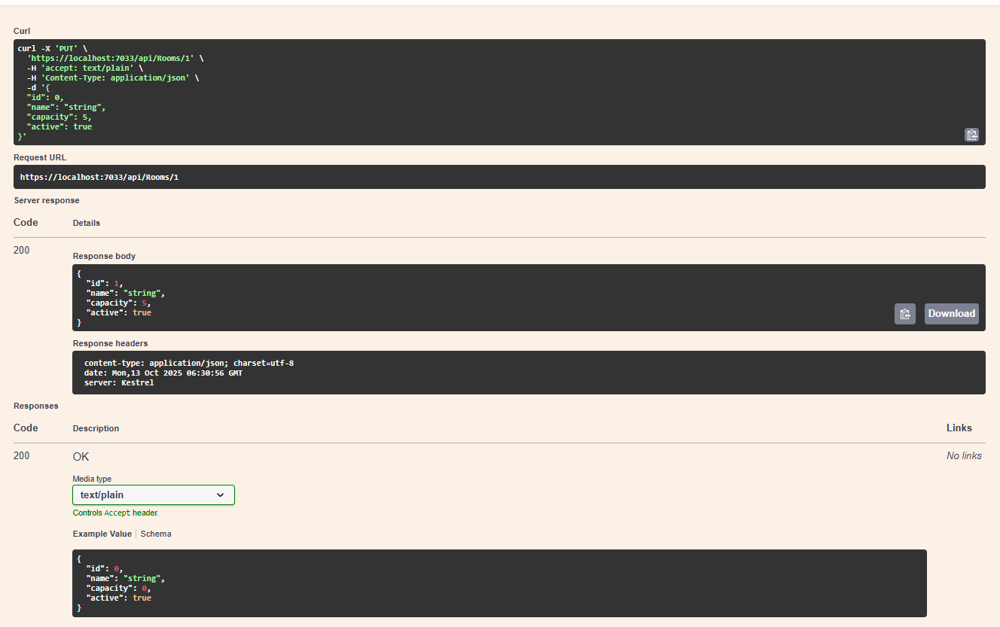 Curl
curl -X 'PUT' \
  'https://localhost:7033/api/Rooms/1' \
  -H 'accept: text/plain' \
  -H 'Content-Type: application/json' \
  -d '{
  "id": 0,
  "name": "string",
  "capacity": 5,
  "active": true
}'
Request URL
https://localhost:7033/api/Rooms/1
Server response
Code Details
200
Response body
{
  "id": 1,
  "name": "string",
  "capacity": 5,
  "active": true
}
Download
Response headers
content-type: application/json; charset=utf-8
date: Mon,13 Oct 2025 06:30:56 GMT
server: Kestrel
Responses
Code Description Links
200 OK No links
Media type
text/plain
Controls Accept header.
Example Value Schema
{
  "id": 0,
  "name": "string",
  "capacity": 0,
  "active": true
}